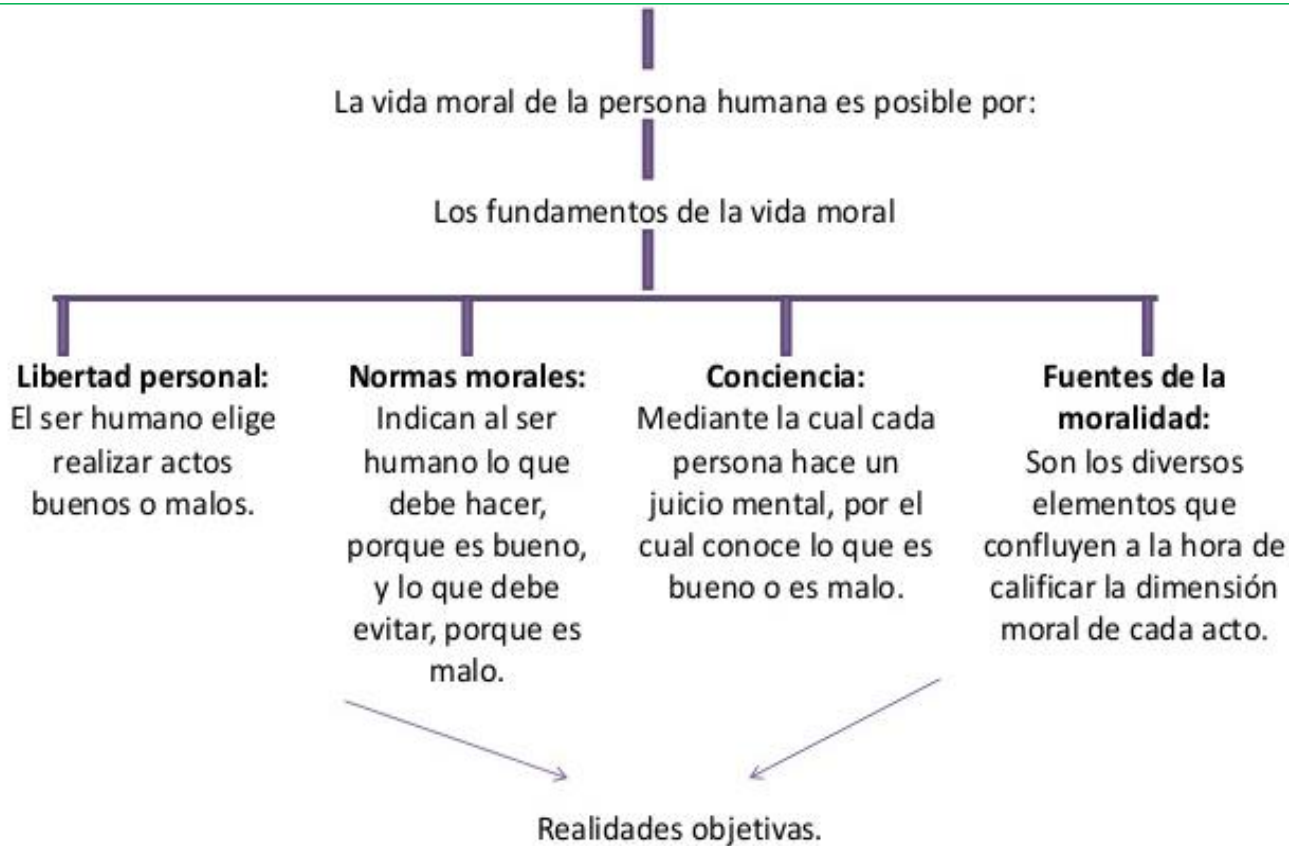 La vida moral de la persona humana es posible por:
Los fundamentos de la vida moral
Libertad personal:
El ser humano elige
realizar actos
buenos o malos.
Normas morales:
Indican al ser
humano lo que
debe hacer,
porque es bueno,
y lo que debe
evitar, porque es
malo.
Conciencia:
Mediante la cual cada
persona hace un
juicio mental, por el
cual conoce lo que es
bueno o es malo.
Fuentes de la
moralidad:
Son los diversos
elementos que
confluyen a la hora de
calificar la dimensión
moral de cada acto.
Realidades objetivas.